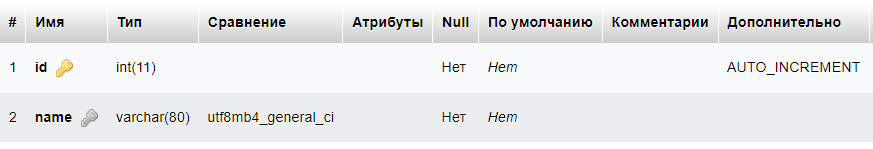 # Имя Тип Сравнение Атрибуты Null По умолчанию Комментарии Дополнительно
1 id int(11) Нет Нет AUTO_INCREMENT
2 name varchar(80) utf8mb4_general_ci Нет Нет